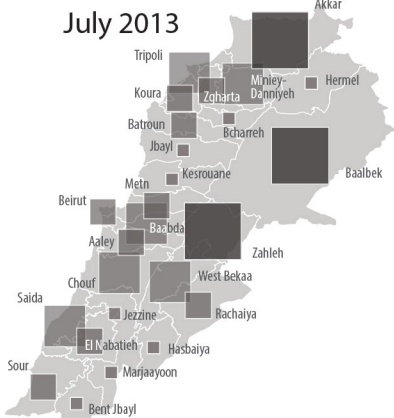 July 2013
Akkar
Tripoli
Miniey-
Danniyeh
Hermel
Koura
Zgharta
Batroun
Bcharreh
Jbayl
Kesrouane
Baalbek
Metn
Beirut
Baabda
Aaley
Zahleh
Chouf
West Bekaa
Saida
Jezzine
Rachaiya
El Nabatieh
Hasbaiya
Sour
Marjaayoon
Bent Jbayl